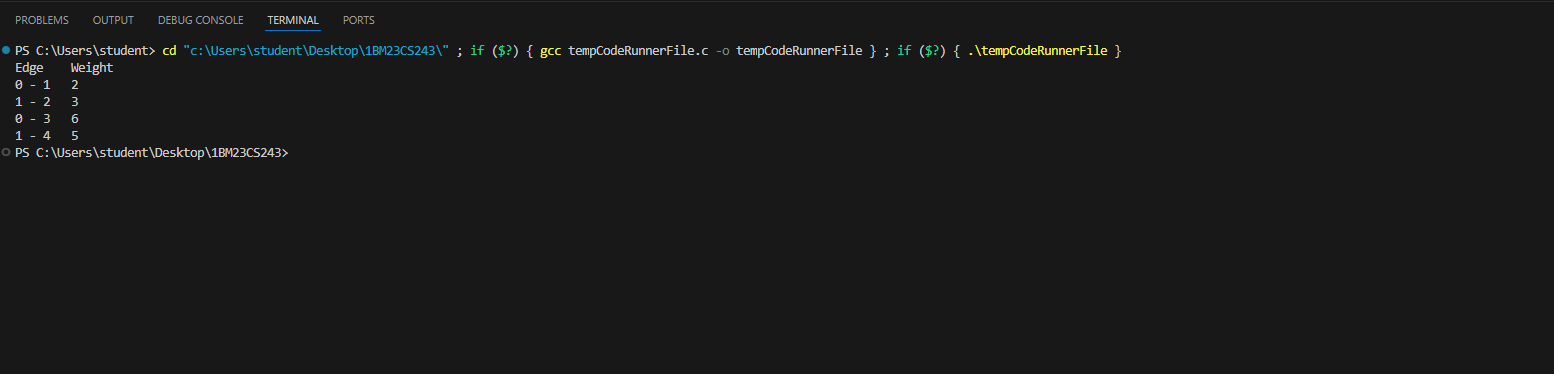 PROBLEMS OUTPUT DEBUG CONSOLE TERMINAL PORTS
PS C:\Users\student> cd "c:\Users\student\Desktop\1BM23CS243\" ; if ($?) { gcc tempCodeRunnerFile.c -o tempCodeRunnerFile } ; if ($?) { .\tempCodeRunnerFile }
Edge Weight
0 - 1 2
1 - 2 3
0 - 3 6
1 - 4 5
PS C:\Users\student\Desktop\1BM23CS243>